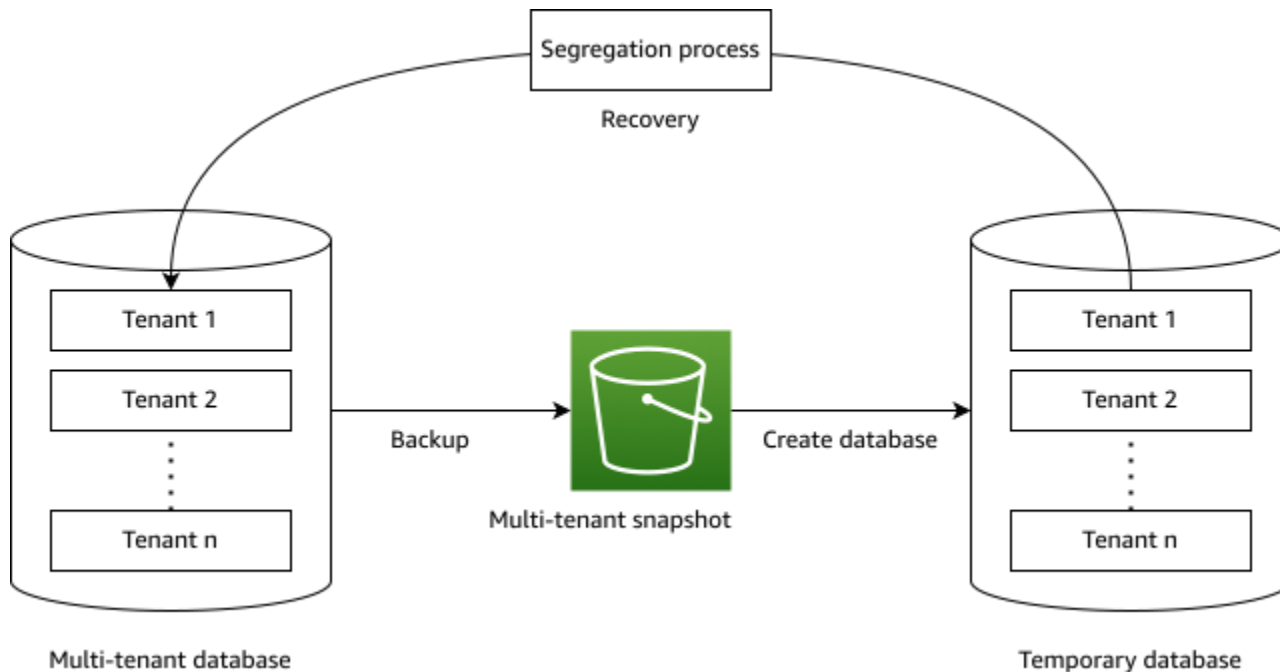 Segregation process
Recovery
Tenant 1
Tenant 2
Tenant n
Multi-tenant database
Backup
Multi-tenant snapshot
Create database
Tenant 1
Tenant 2
Tenant n
Temporary database